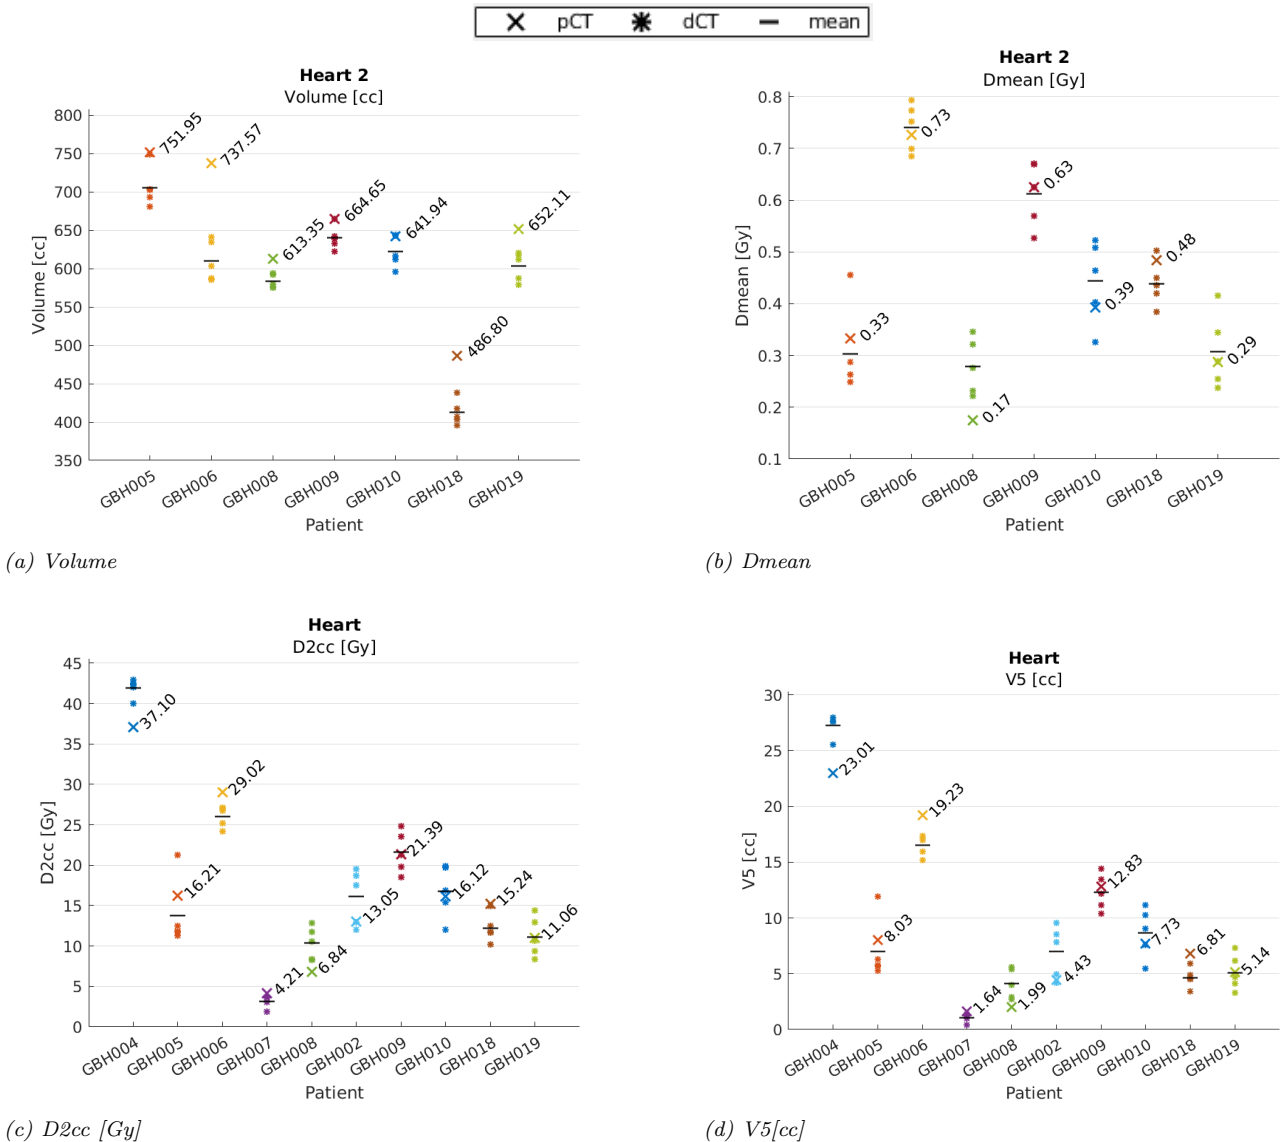 pCT dCT mean
Heart 2
Volume [cc]
800
750
700
650
600
550
500
450
400
350
Volume [cc]
751.95
737.57
613.35
664.65
641.94
486.80
652.11
GBH005
GBH006
GBH008
GBH009
GBH010
GBH018
GBH019
Patient
(a) Volume
Heart 2
Dmean [Gy]
0.8
0.7
0.6
0.5
0.4
0.3
0.2
0.1
Dmean [Gy]
0.33
0.73
0.17
0.63
0.39
0.48
0.29
GBH005
GBH006
GBH008
GBH009
GBH010
GBH018
GBH019
Patient
(b) Dmean
Heart
D2cc [Gy]
45
40
35
30
25
20
15
10
5
0
D2cc [Gy]
37.10
16.21
29.02
4.21
6.84
13.05
21.39
16.12
15.24
11.06
GBH004
GBH005
GBH006
GBH007
GBH008
GBH002
GBH009
GBH010
GBH018
GBH019
Patient
(c) D2cc [Gy]
Heart
V5 [cc]
30
25
20
15
10
5
0
V5 [cc]
23.01
8.03
19.23
1.64
1.99
4.43
12.83
7.73
6.81
5.14
GBH004
GBH005
GBH006
GBH007
GBH008
GBH002
GBH009
GBH010
GBH018
GBH019
Patient
(d) V5[cc]